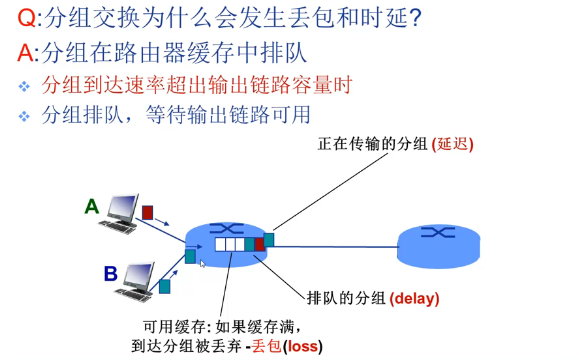 Q:分组交换为什么会发生丢包和时延?
A:分组在路由器缓存中排队
分组到达速率超出输出链路容量时
分组排队，等待输出链路可用
正在传输的分组 (延迟)
A
B
排队的分组 (delay)
可用缓存: 如果缓存满,
到达分组被丢弃 -丢包(loss)